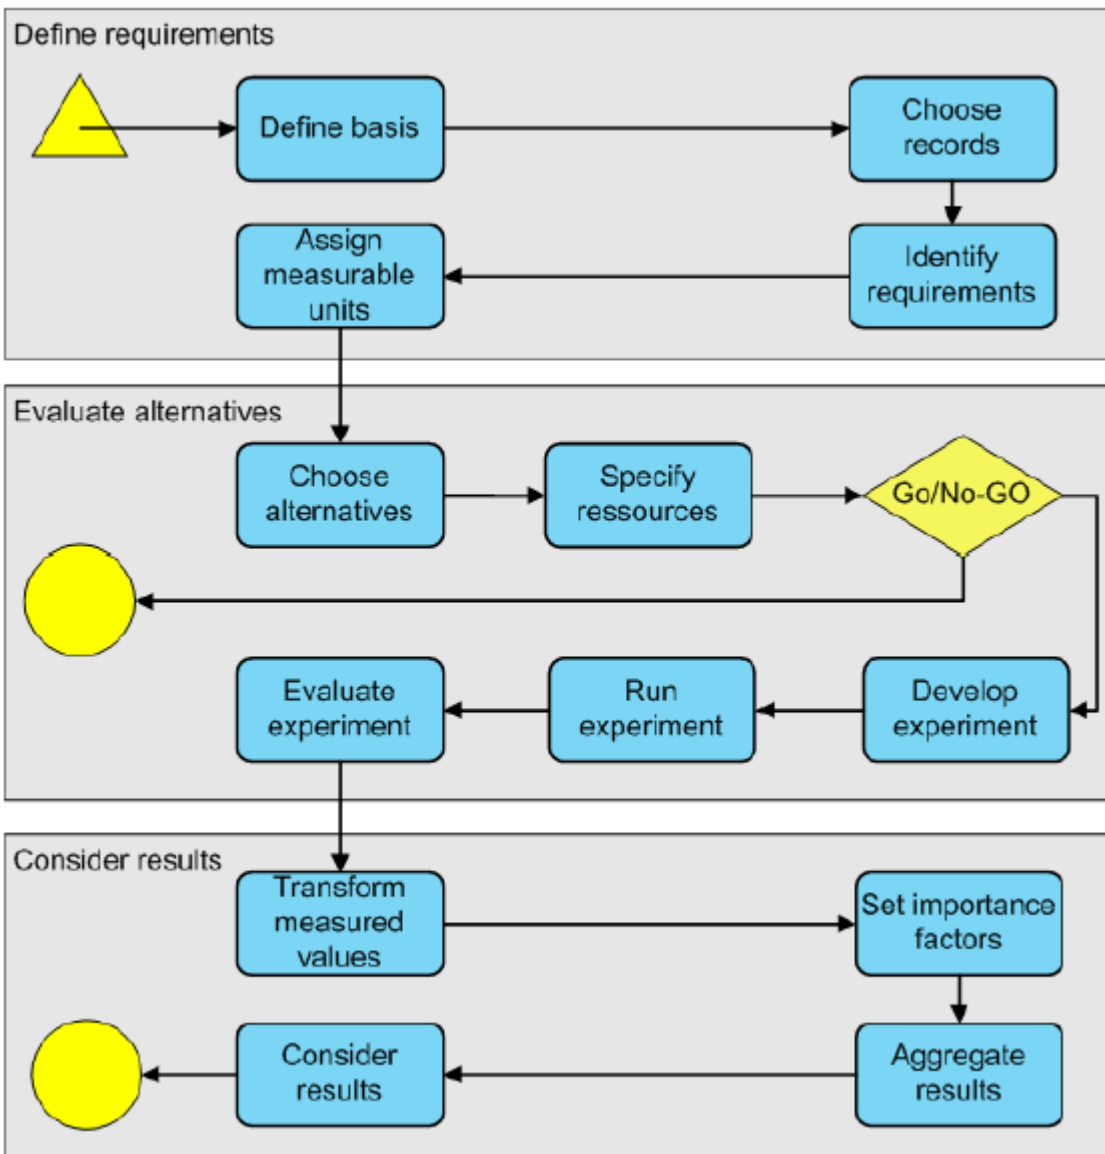 Define requirements
Define basis
Choose
records
Assign
measurable
units
Identify
requirements
Evaluate alternatives
Choose
alternatives
Specify
ressources
Go/No-GO
Evaluate
experiment
Run
experiment
Develop
experiment
Consider results
Transform
measured
values
Set importance
factors
Consider
results
Aggregate
results